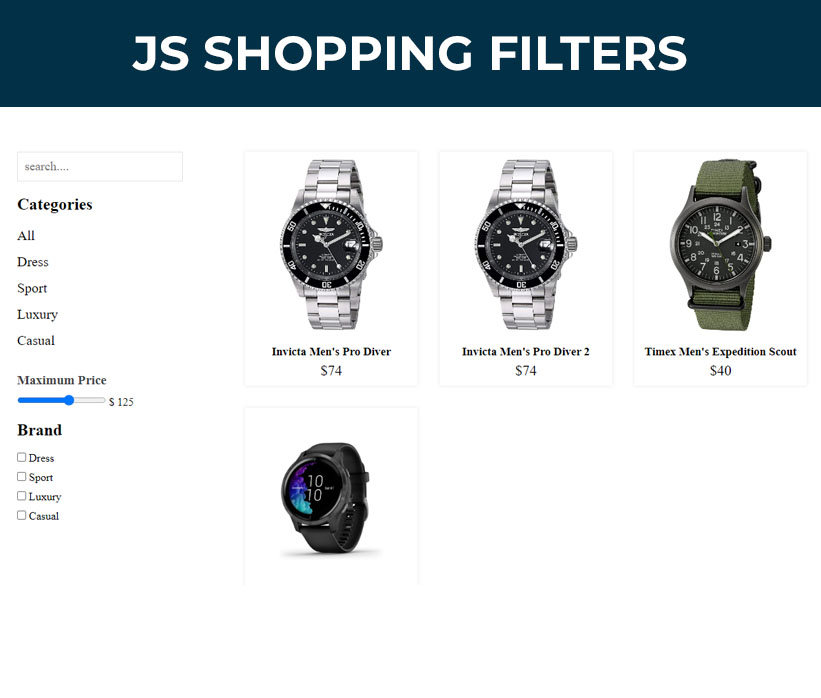 JS SHOPPING FILTERS
search....
Categories
All
Dress
Sport
Luxury
Casual
Maximum Price
$ 125
Brand
Dress
Sport
Luxury
Casual
Invicta Men's Pro Diver
$74
Invicta Men's Pro Diver 2
$74
Timex Men's Expedition Scout
$40
10
10